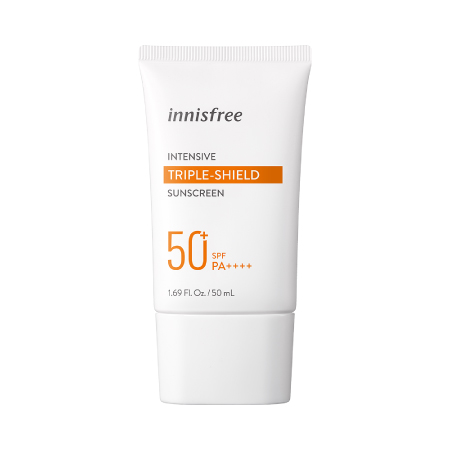 innisfree
INTENSIVE
TRIPLE-SHIELD
SUNSCREEN
50+ SPF
PA++++
1.69 Fl. Oz. / 50 mL